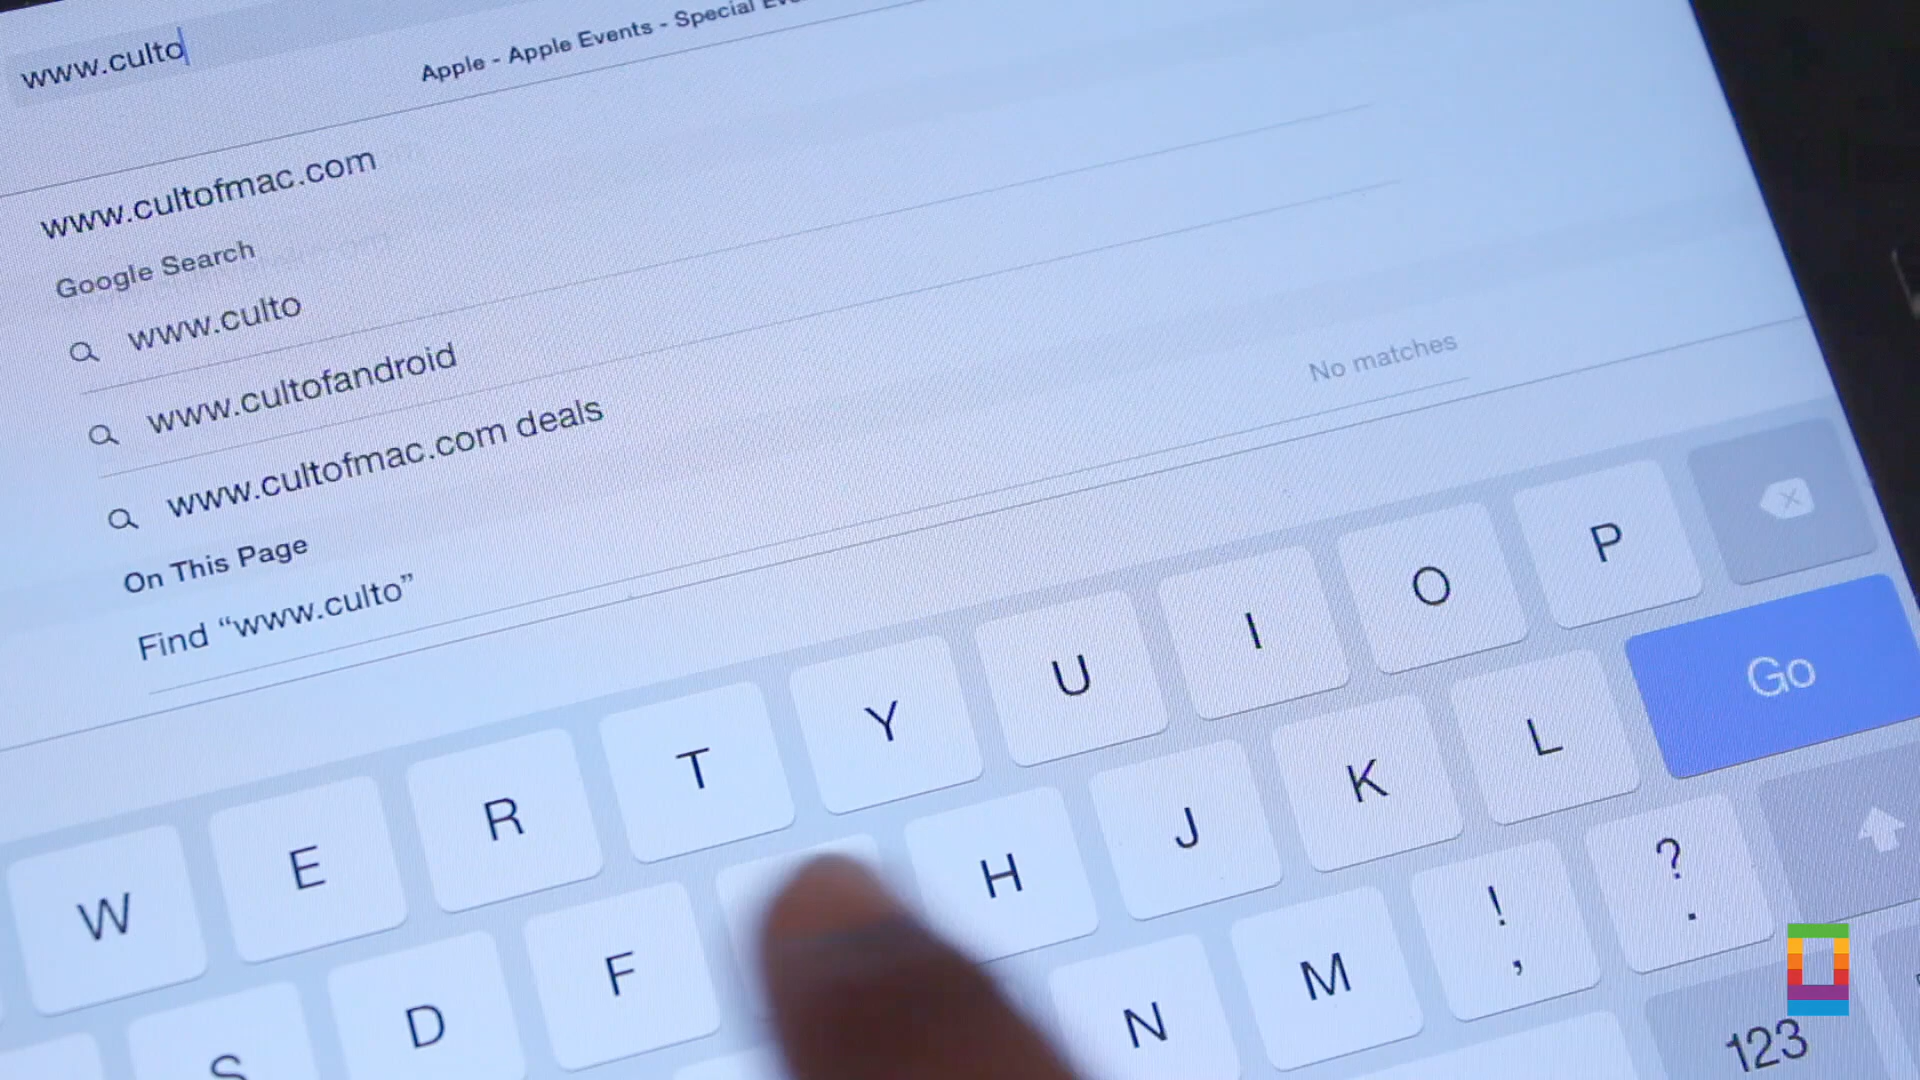 www.culto
Apple - Apple Events - Special
www.cultofmac.com
Google Search
www.culto
www.cultofandroid
www.cultofmac.com deals
On This Page
Find “www.culto”
No matches
W E R T Y U I O P
S D F H J K L Go
N M ! , ? .
123